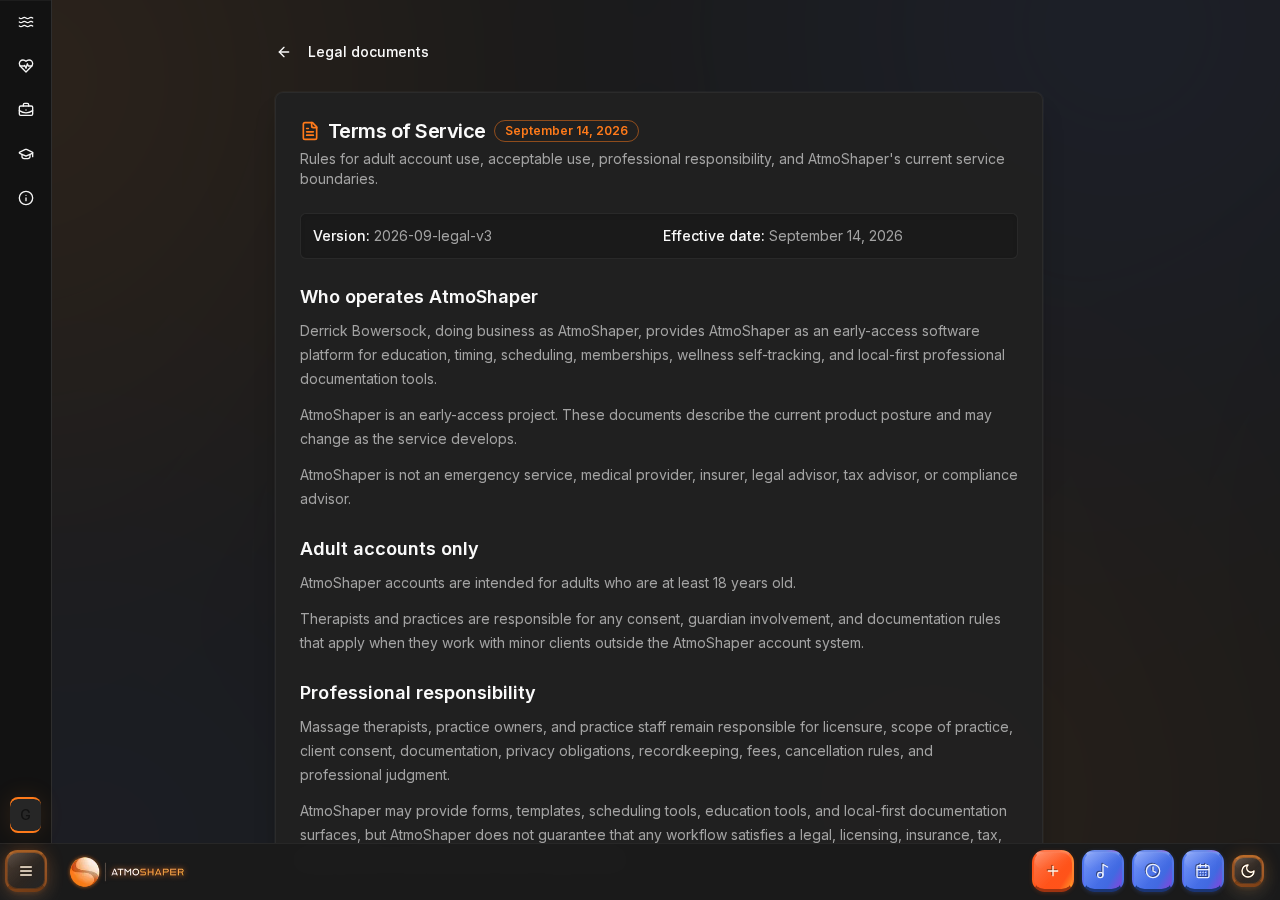 Legal documents
Terms of Service
September 14, 2026
Rules for adult account use, acceptable use, professional responsibility, and AtmoShaper's current service
boundaries.
Version: 2026-09-legal-v3
Effective date: September 14, 2026
Who operates AtmoShaper
Derrick Bowersock, doing business as AtmoShaper, provides AtmoShaper as an early-access software
platform for education, timing, scheduling, memberships, wellness self-tracking, and local-first professional
documentation tools.
AtmoShaper is an early-access project. These documents describe the current product posture and may
change as the service develops.
AtmoShaper is not an emergency service, medical provider, insurer, legal advisor, tax advisor, or compliance
advisor.
Adult accounts only
AtmoShaper accounts are intended for adults who are at least 18 years old.
Therapists and practices are responsible for any consent, guardian involvement, and documentation rules
that apply when they work with minor clients outside the AtmoShaper account system.
Professional responsibility
Massage therapists, practice owners, and practice staff remain responsible for licensure, scope of practice,
client consent, documentation, privacy obligations, recordkeeping, fees, cancellation rules, and
professional judgment.
AtmoShaper may provide forms, templates, scheduling tools, education tools, and local-first documentation
surfaces, but AtmoShaper does not guarantee that any workflow satisfies a legal, licensing, insurance, tax,
G
ATMOSHAPER